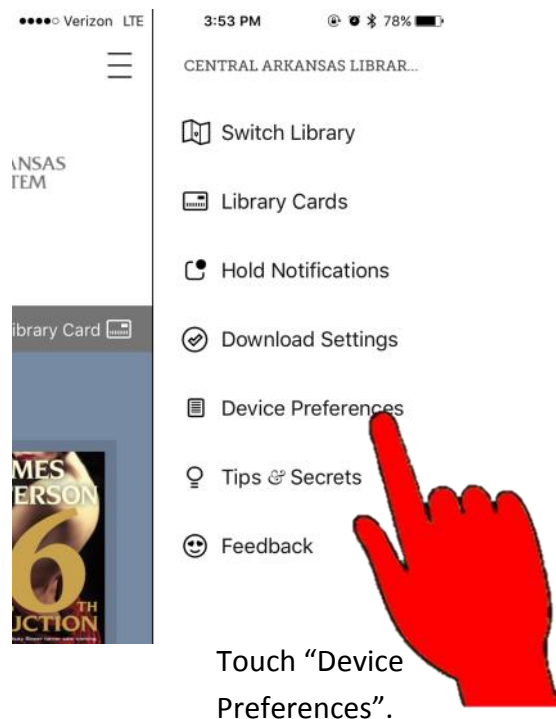 ●●●●○ Verizon LTE 3:53 PM 78%
CENTRAL ARKANSAS LIBRAR...
Switch Library
Library Cards
Hold Notifications
Download Settings
Device Preferences
Tips & Secrets
Feedback
NSAS
TEM
ibrary Card
MES
ERSON
6
TH
UCTION
Touch “Device
Preferences”.